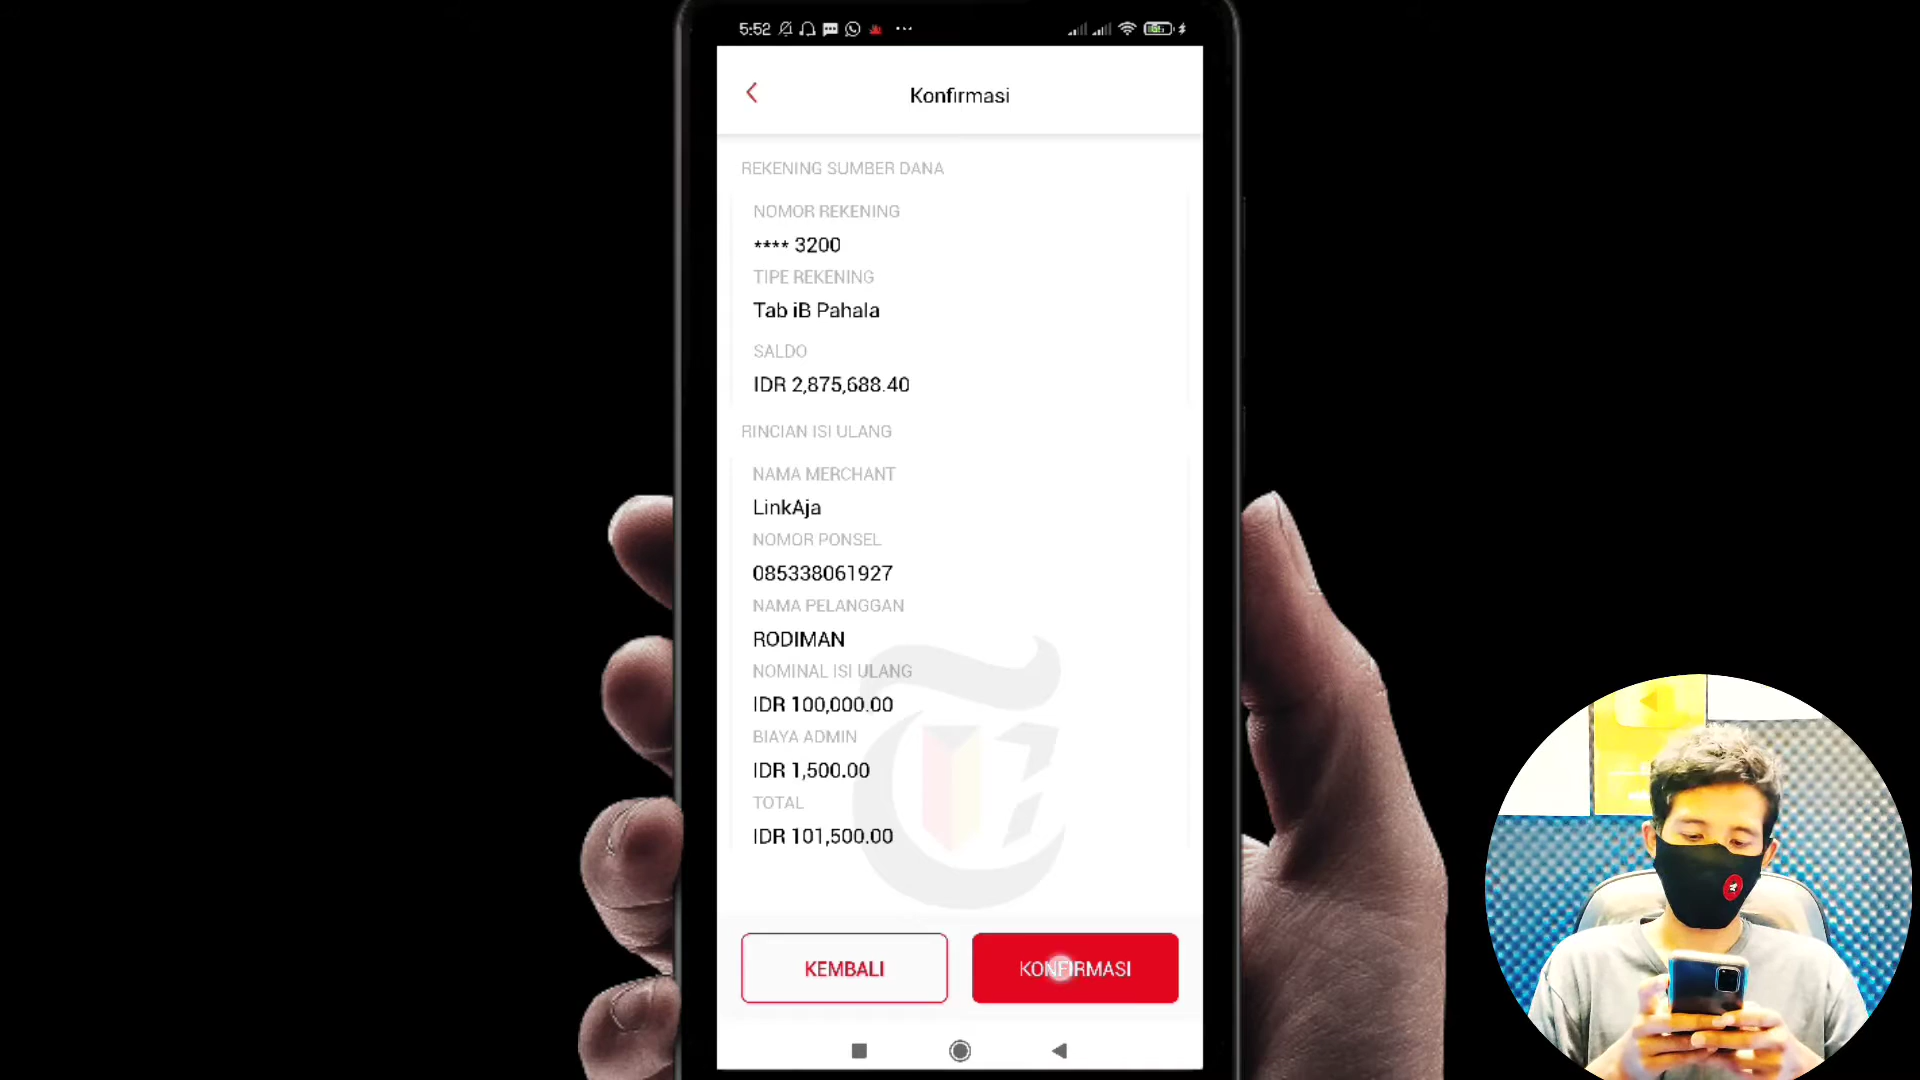 5:52
Konfirmasi
REKENING SUMBER DANA
NOMOR REKENING
**** 3200
TIPE REKENING
Tab iB Pahala
SALDO
IDR 2,875,688.40
RINCIAN ISI ULANG
NAMA MERCHANT
LinkAja
NOMOR PONSEL
085338061927
NAMA PELANGGAN
RODIMAN
NOMINAL ISI ULANG
IDR 100,000.00
BIAYA ADMIN
IDR 1,500.00
TOTAL
IDR 101,500.00
KEMBALI
KONFIRMASI